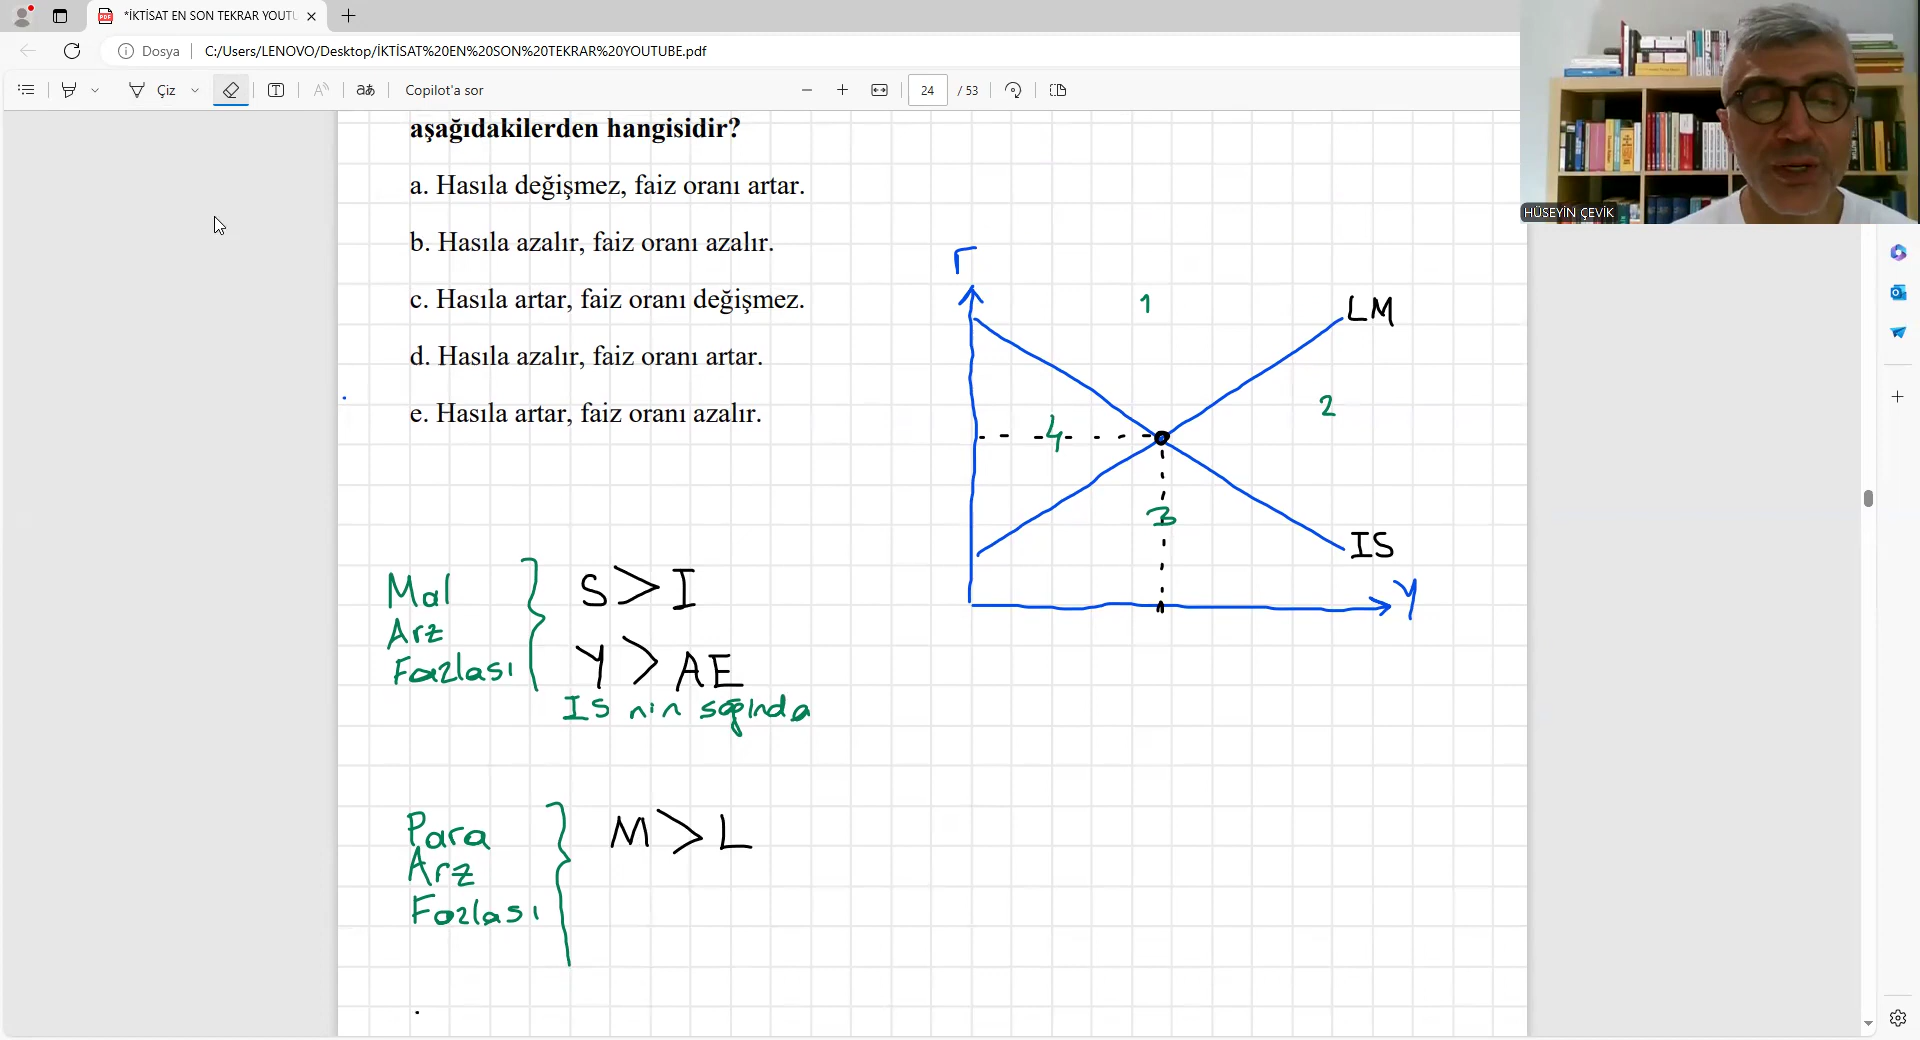 *İKTİSAT EN SON TEKRAR YOUTU
Dosya
C:/Users/LENOVO/Desktop/İKTİSAT%20EN%20SON%20TEKRAR%20YOUTUBE.pdf
Çiz
Copilot'a sor
24
/ 53
HÜSEYİN ÇEVİK
aşağıdakilerden hangisidir?
a. Hasıla değişmez, faiz oranı artar.
b. Hasıla azalır, faiz oranı azalır.
c. Hasıla artar, faiz oranı değişmez.
d. Hasıla azalır, faiz oranı artar.
e. Hasıla artar, faiz oranı azalır.
r
1
LM
2
4
3
IS
Y
Mal
Arz
Fazlası
S > I
Y > AE
IS nin sağında
Para
Arz
Fazlası
M > L